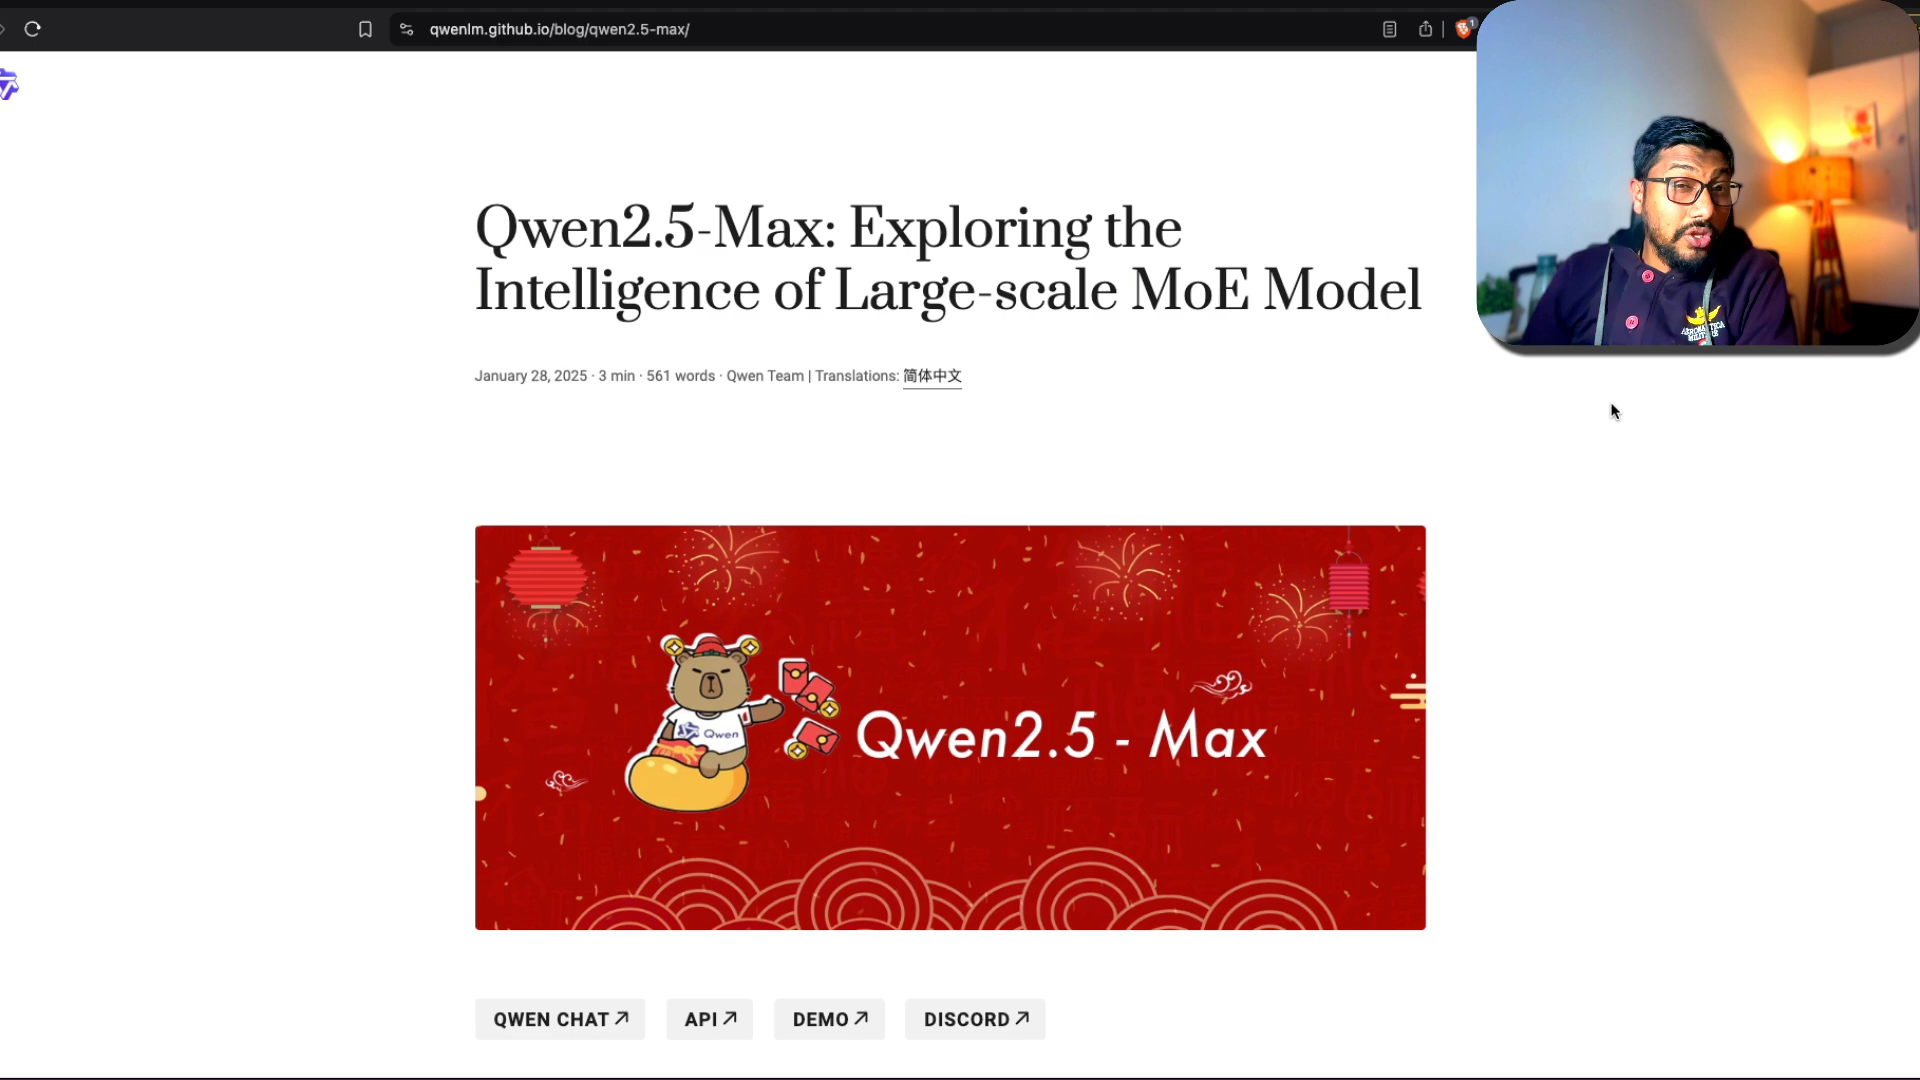 qwenlm.github.io/blog/qwen2.5-max/
1
Qwen2.5-Max: Exploring the
Intelligence of Large-scale MoE Model
January 28, 2025 · 3 min · 561 words · Qwen Team | Translations: 简体中文
Qwen
Qwen2.5 - Max
QWEN CHAT
API
DEMO
DISCORD